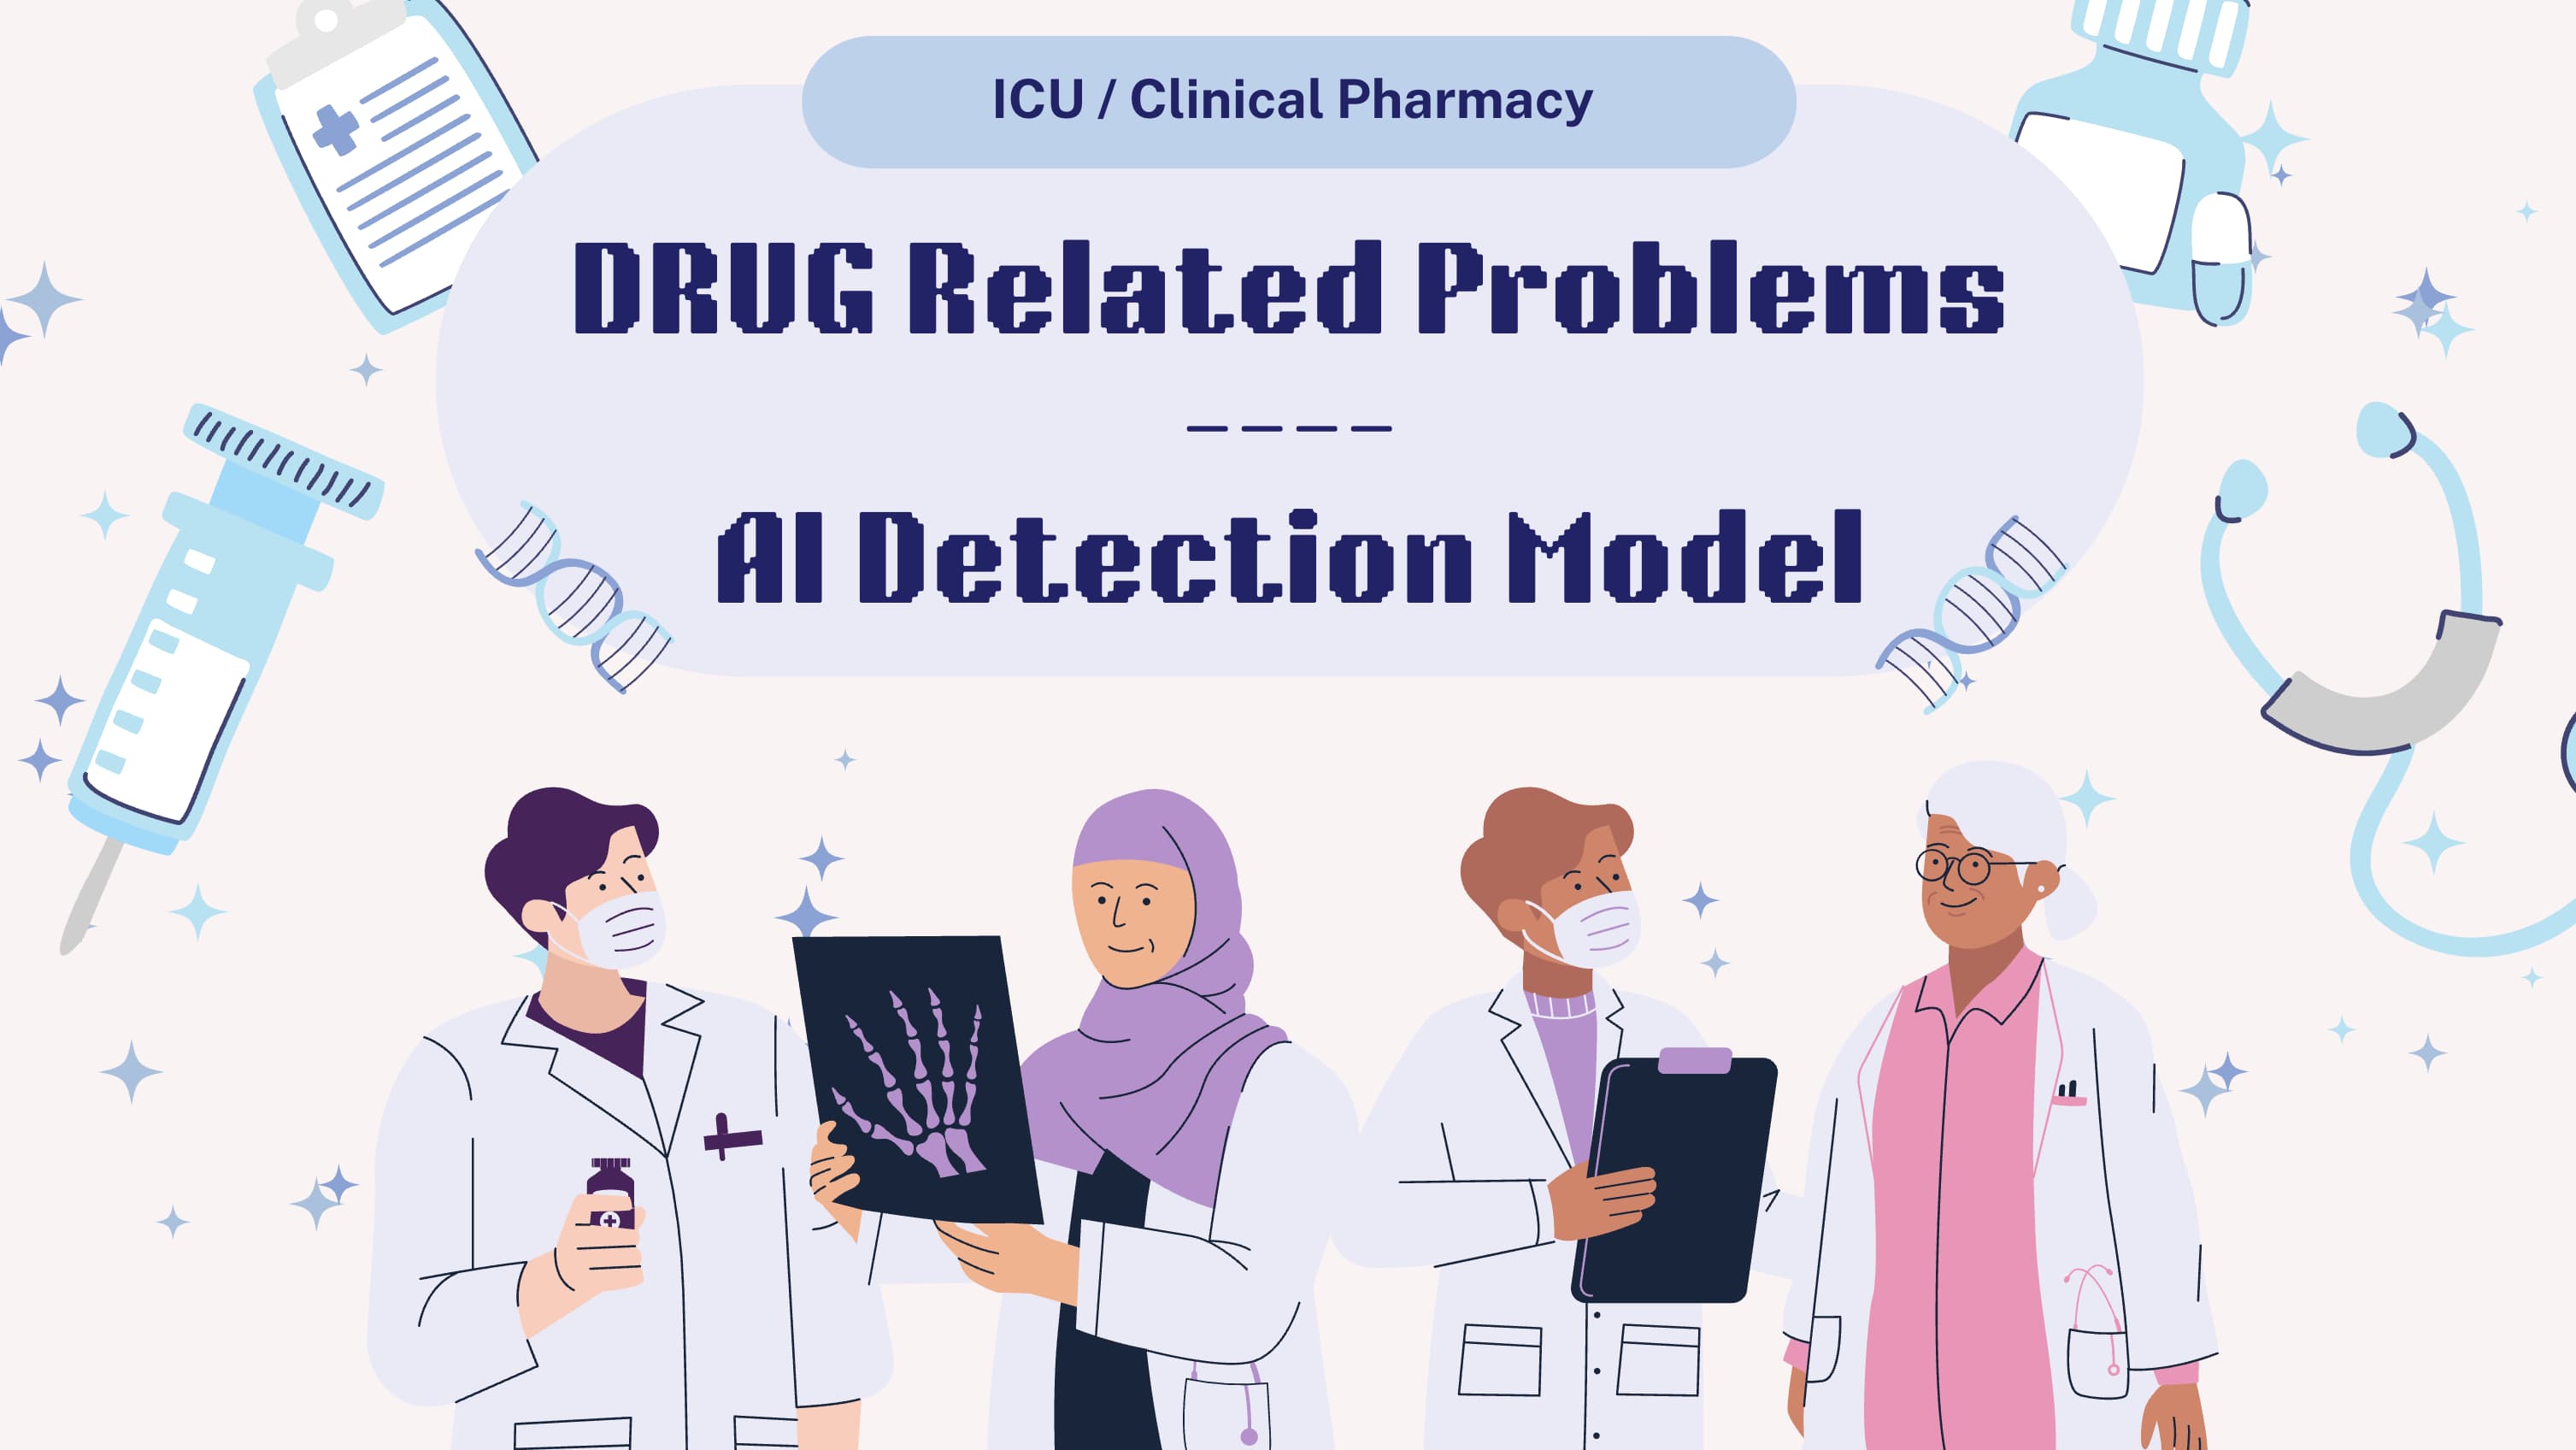 ICU / Clinical Pharmacy
DRUG Related Problems
————
AI Detection Model